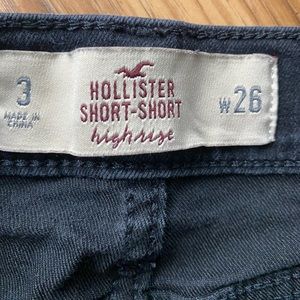 3
MADE IN
CHINA
HOLLISTER
SHORT-SHORT
high rise
W26